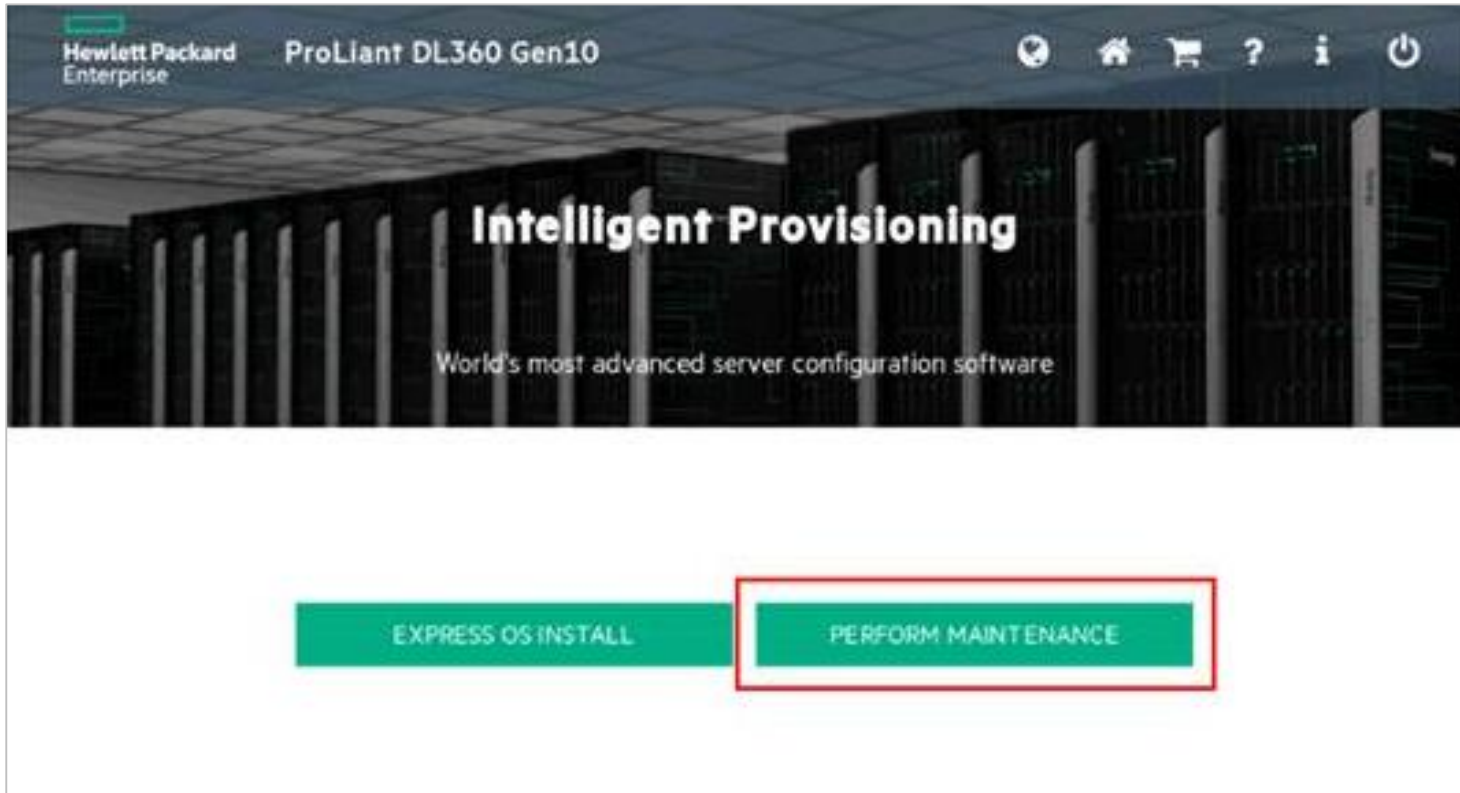 Hewlett Packard
Enterprise
ProLiant DL360 Gen10
?
i
Intelligent Provisioning
World's most advanced server configuration software
EXPRESS OS INSTALL
PERFORM MAINTENANCE